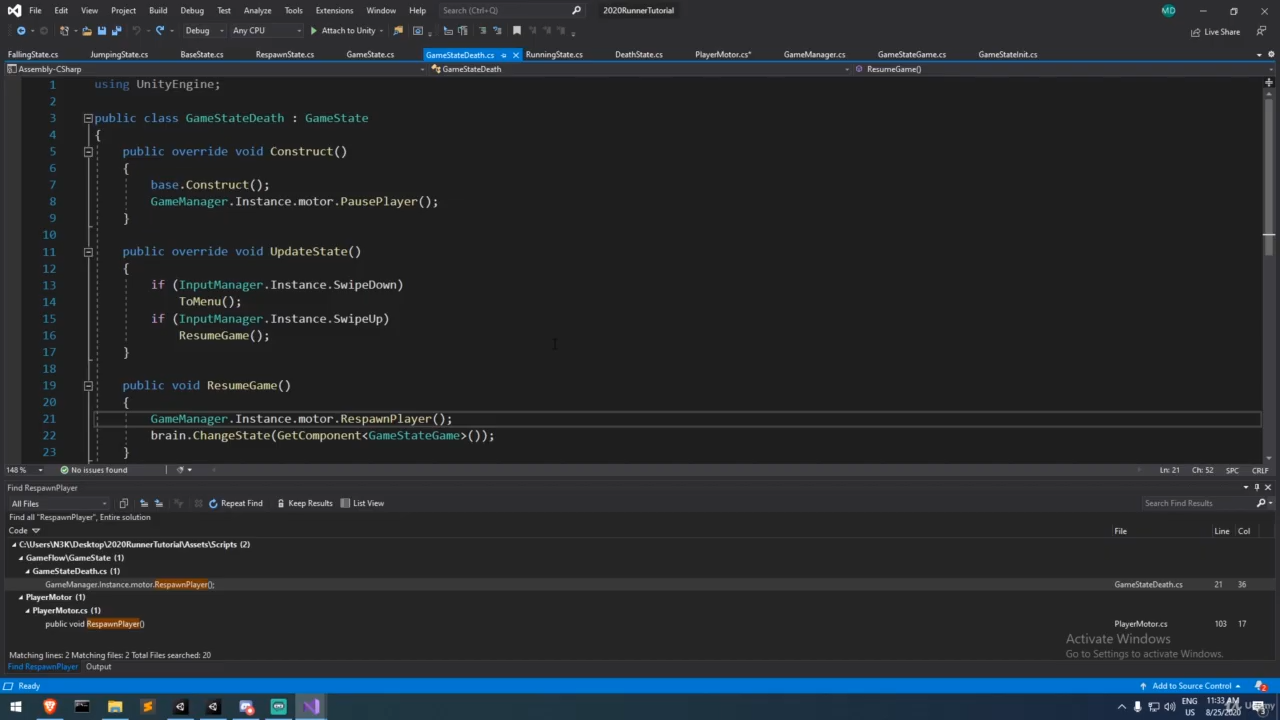 File Edit View Project Build Debug Test Analyze Tools Extensions Window Help Search (Ctrl+Q) 2020RunnerTutorial MD
Debug Any CPU Attach to Unity Live Share
FallingState.cs JumpingState.cs BaseState.cs RespawnState.cs GameState.cs GameStateDeath.cs RunningState.cs DeathState.cs PlayerMotor.cs* GameManager.cs GameStateGame.cs GameStateInit.cs
Assembly-CSharp GameStateDeath ResumeGame()
1 using UnityEngine;
2
3 public class GameStateDeath : GameState
4 {
5 public override void Construct()
6 {
7 base.Construct();
8 GameManager.Instance.motor.PausePlayer();
9 }
10
11 public override void UpdateState()
12 {
13 if (InputManager.Instance.SwipeDown)
14 ToMenu();
15 if (InputManager.Instance.SwipeUp)
16 ResumeGame();
17 }
18
19 public void ResumeGame()
20 {
21 GameManager.Instance.motor.RespawnPlayer();
22 brain.ChangeState(GetComponent<GameStateGame>());
23 }
148 % No issues found Ln: 21 Ch: 52 SPC CRLF
Find RespawnPlayer
All Files Repeat Find Keep Results List View Search Find Results
Find all "RespawnPlayer", Entire solution
Code File Line Col
C:\Users\N3K\Desktop\2020RunnerTutorial\Assets\Scripts (2)
GameFlow\GameState (1)
GameStateDeath.cs (1)
GameManager.Instance.motor.RespawnPlayer(); GameStateDeath.cs 21 36
PlayerMotor (1)
PlayerMotor.cs (1)
public void RespawnPlayer() PlayerMotor.cs 103 17
Activate Windows
Go to Settings to activate Windows.
Matching lines: 2 Matching files: 2 Total Files searched: 20
Find RespawnPlayer Output
Ready Add to Source Control 2
ENG 11:33 AM
US 8/25/2020